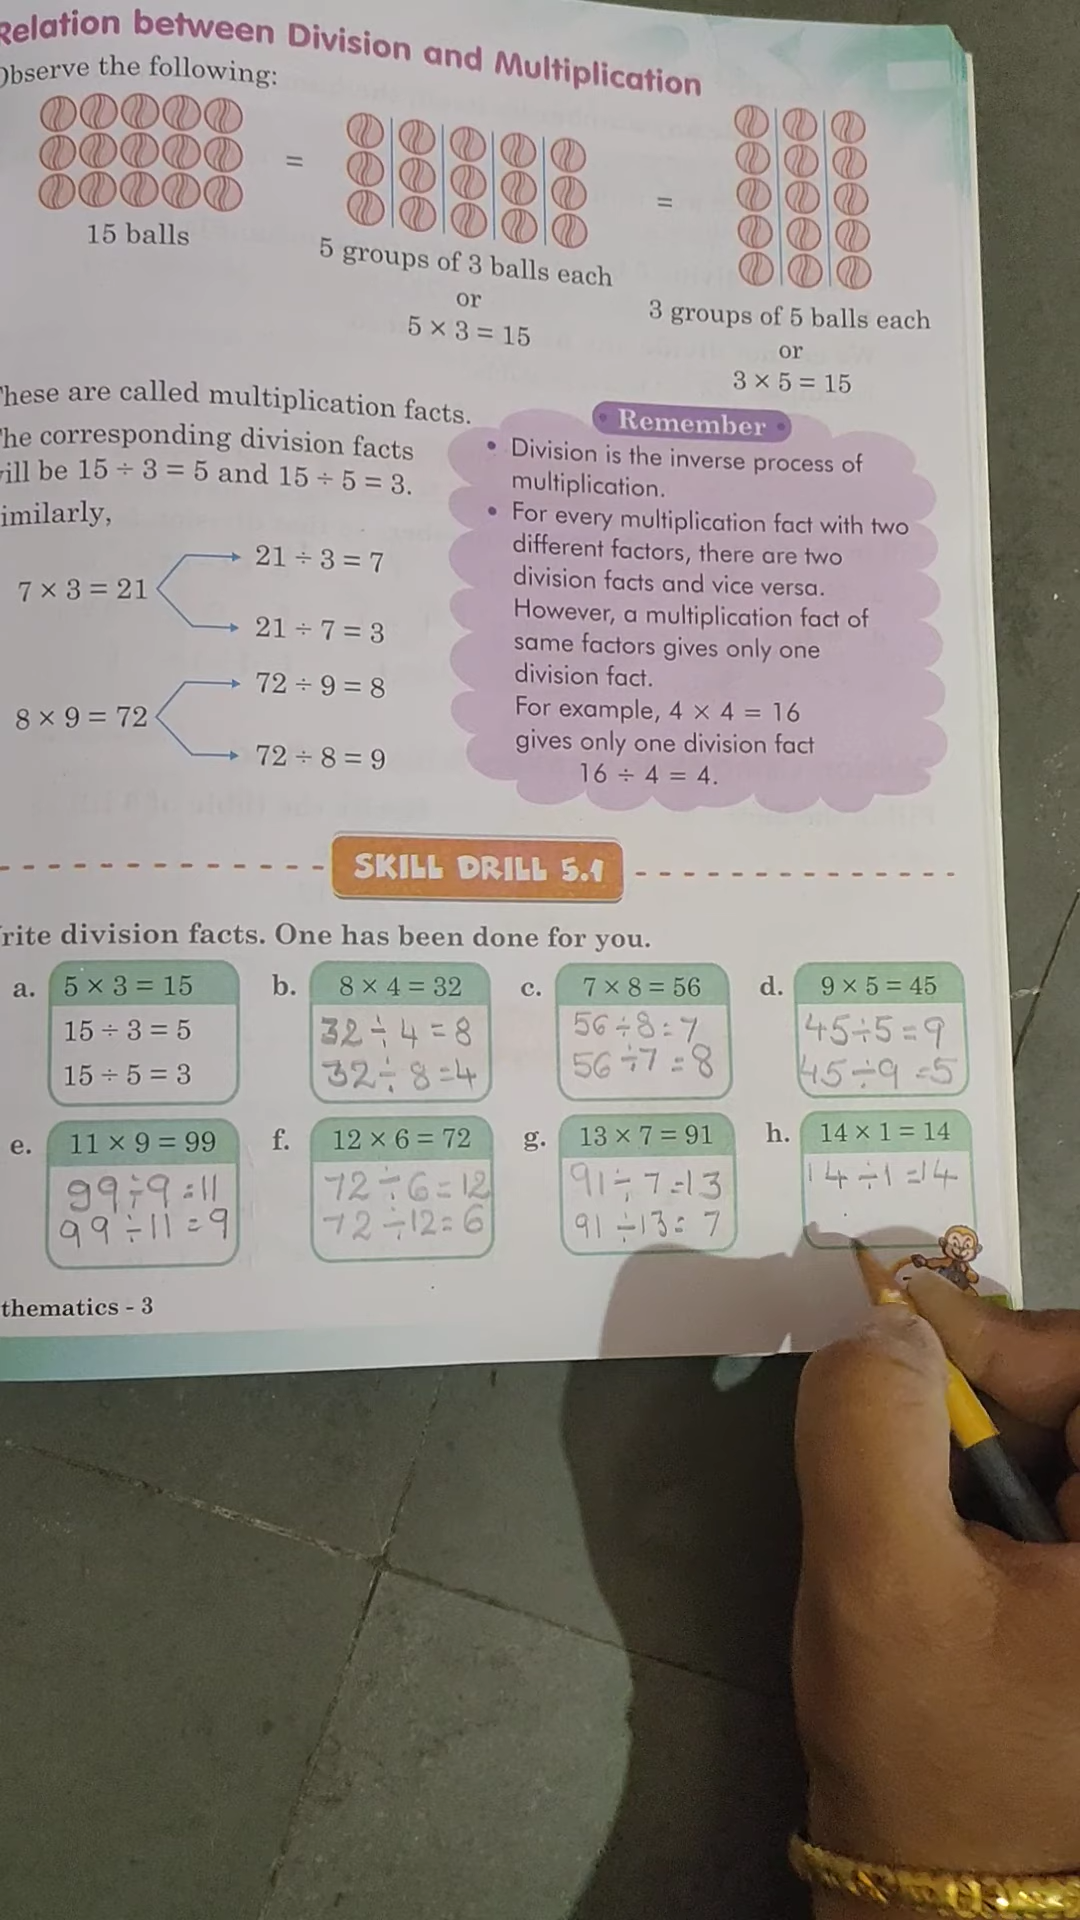 Relation between Division and Multiplication
Observe the following:
=
=
15 balls
5 groups of 3 balls each
or
5 × 3 = 15
3 groups of 5 balls each
or
3 × 5 = 15
These are called multiplication facts.
The corresponding division facts
will be 15 ÷ 3 = 5 and 15 ÷ 5 = 3.
imilarly,
7 × 3 = 21
21 ÷ 3 = 7
21 ÷ 7 = 3
8 × 9 = 72
72 ÷ 9 = 8
72 ÷ 8 = 9
Remember
• Division is the inverse process of
multiplication.
• For every multiplication fact with two
different factors, there are two
division facts and vice versa.
However, a multiplication fact of
same factors gives only one
division fact.
For example, 4 × 4 = 16
gives only one division fact
16 ÷ 4 = 4.
SKILL DRILL 5.1
rite division facts. One has been done for you.
a. 5 × 3 = 15
15 ÷ 3 = 5
15 ÷ 5 = 3
b. 8 × 4 = 32
32 ÷ 4 = 8
32 ÷ 8 = 4
c. 7 × 8 = 56
56 ÷ 8 = 7
56 ÷ 7 = 8
d. 9 × 5 = 45
45 ÷ 5 = 9
45 ÷ 9 = 5
e. 11 × 9 = 99
99 ÷ 9 = 11
99 ÷ 11 = 9
f. 12 × 6 = 72
72 ÷ 6 = 12
72 ÷ 12 = 6
g. 13 × 7 = 91
91 ÷ 7 = 13
91 ÷ 13 = 7
h. 14 × 1 = 14
14 ÷ 1 = 14
thematics - 3